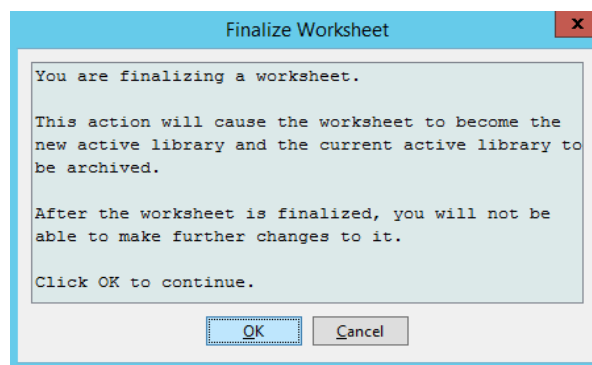 Finalize Worksheet
x
You are finalizing a worksheet.
This action will cause the worksheet to become the
new active library and the current active library to
be archived.
After the worksheet is finalized, you will not be
able to make further changes to it.
Click OK to continue.
OK
Cancel